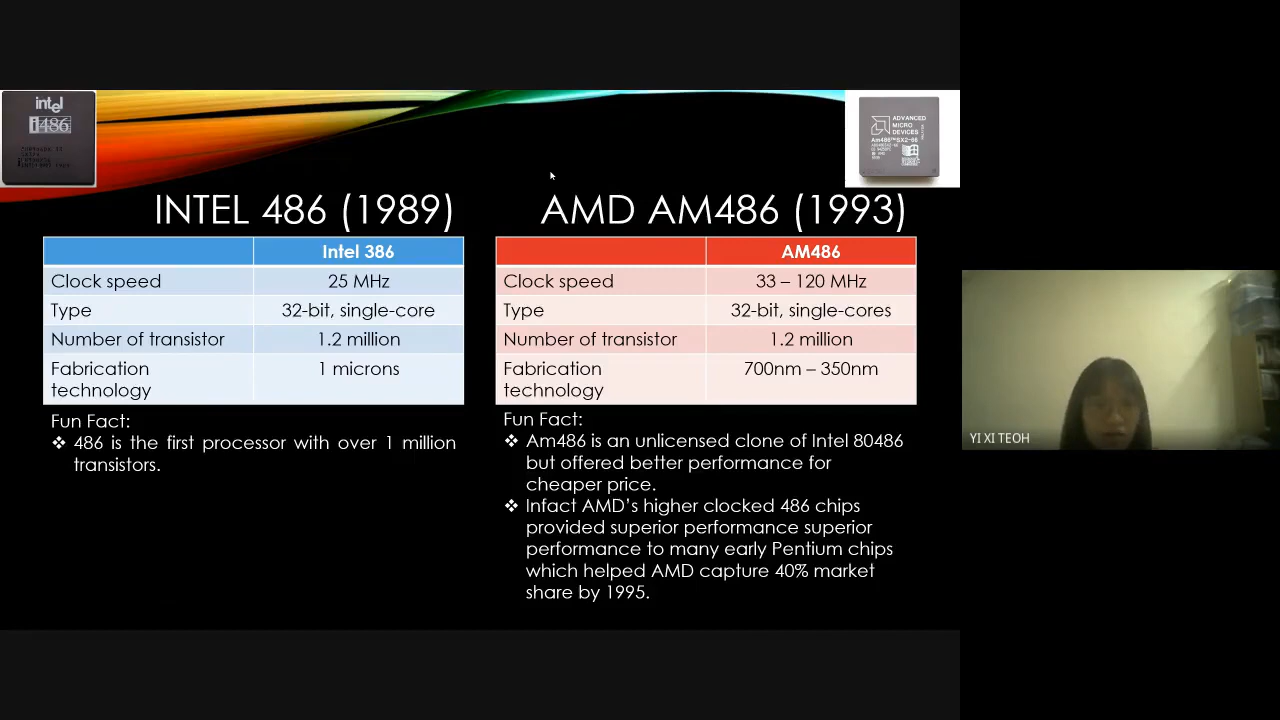 intel
i486
ADVANCED
MICRO
DEVICES
Am486™SX2-66
INTEL 486 (1989)
AMD AM486 (1993)
Intel 386
Clock speed 25 MHz
Type 32-bit, single-core
Number of transistor 1.2 million
Fabrication 1 microns
technology
Fun Fact:
❖ 486 is the first processor with over 1 million
transistors.
AM486
Clock speed 33 – 120 MHz
Type 32-bit, single-cores
Number of transistor 1.2 million
Fabrication 700nm – 350nm
technology
Fun Fact:
❖ Am486 is an unlicensed clone of Intel 80486
but offered better performance for
cheaper price.
❖ Infact AMD's higher clocked 486 chips
provided superior performance superior
performance to many early Pentium chips
which helped AMD capture 40% market
share by 1995.
YI XI TEOH